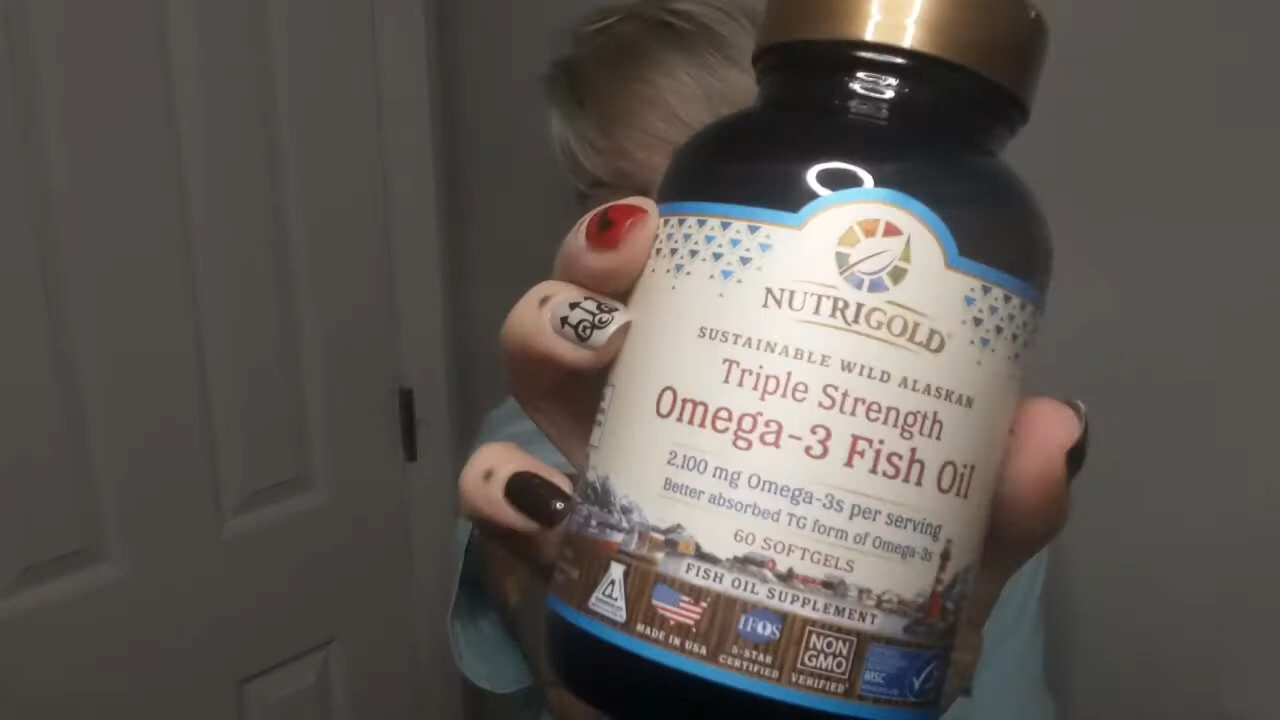 NUTRIGOLD
SUSTAINABLE WILD ALASKAN
Triple Strength
Omega-3 Fish Oil
2,100 mg Omega-3s per serving
Better absorbed TG form of Omega-3s
60 SOFTGELS
FISH OIL SUPPLEMENT
MADE IN USA
IFOS
5-STAR
CERTIFIED
NON
GMO
VERIFIED
MSC